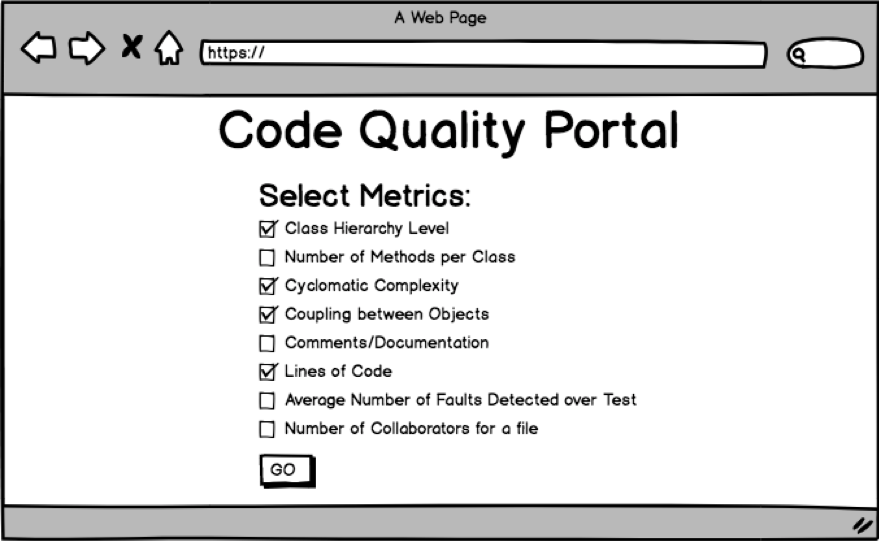 A Web Page
https://
Code Quality Portal
Select Metrics:
Class Hierarchy Level
Number of Methods per Class
Cyclomatic Complexity
Coupling between Objects
Comments/Documentation
Lines of Code
Average Number of Faults Detected over Test
Number of Collaborators for a file
GO